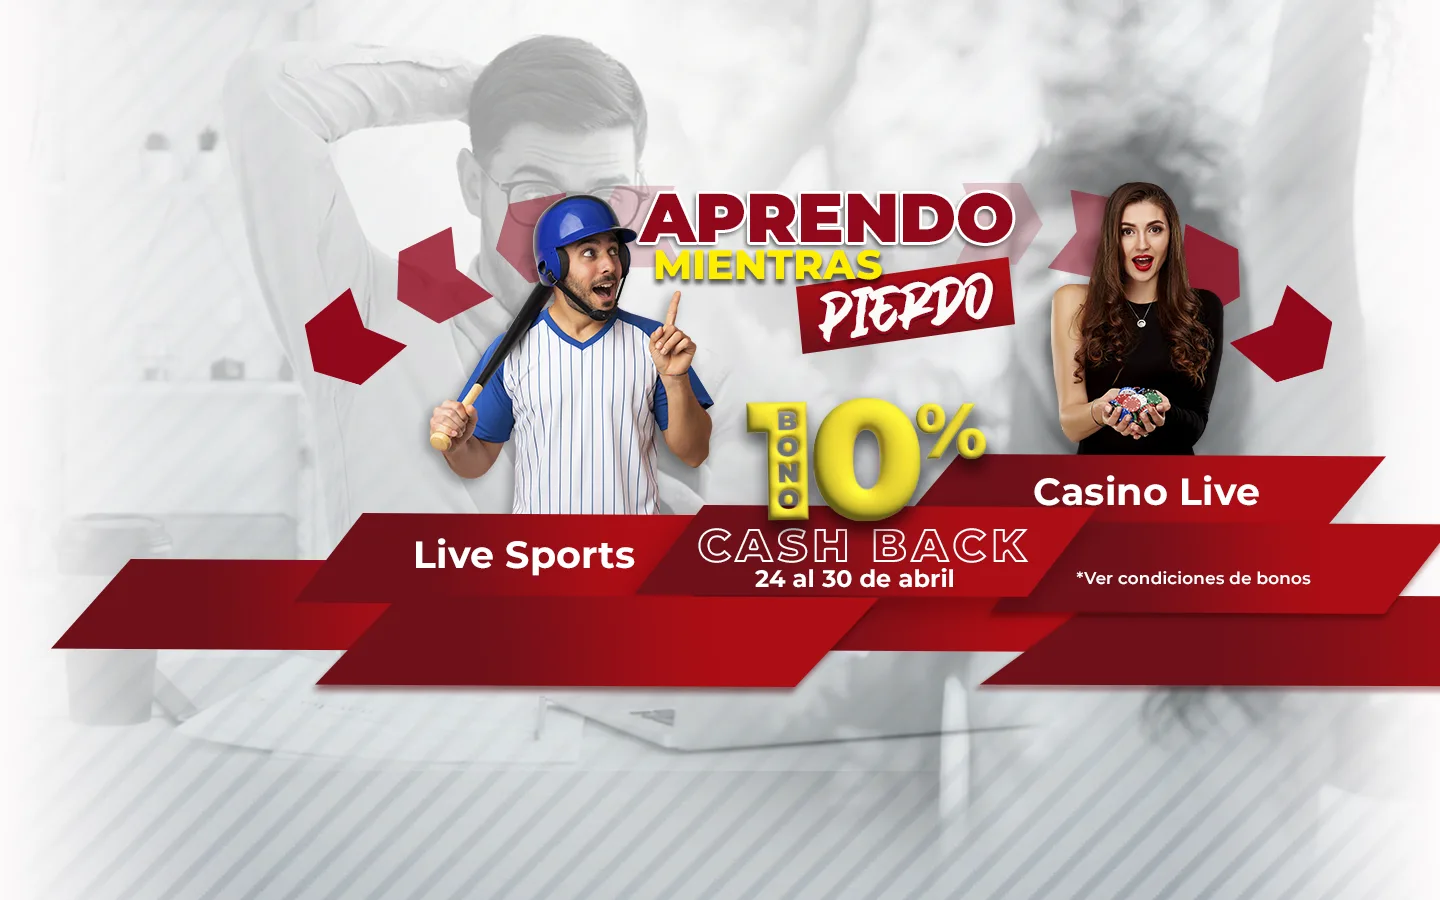 APRENDO
MIENTRAS
PIERDO
BONO
10%
Casino Live
Live Sports
CASH BACK
24 al 30 de abril
*Ver condiciones de bonos